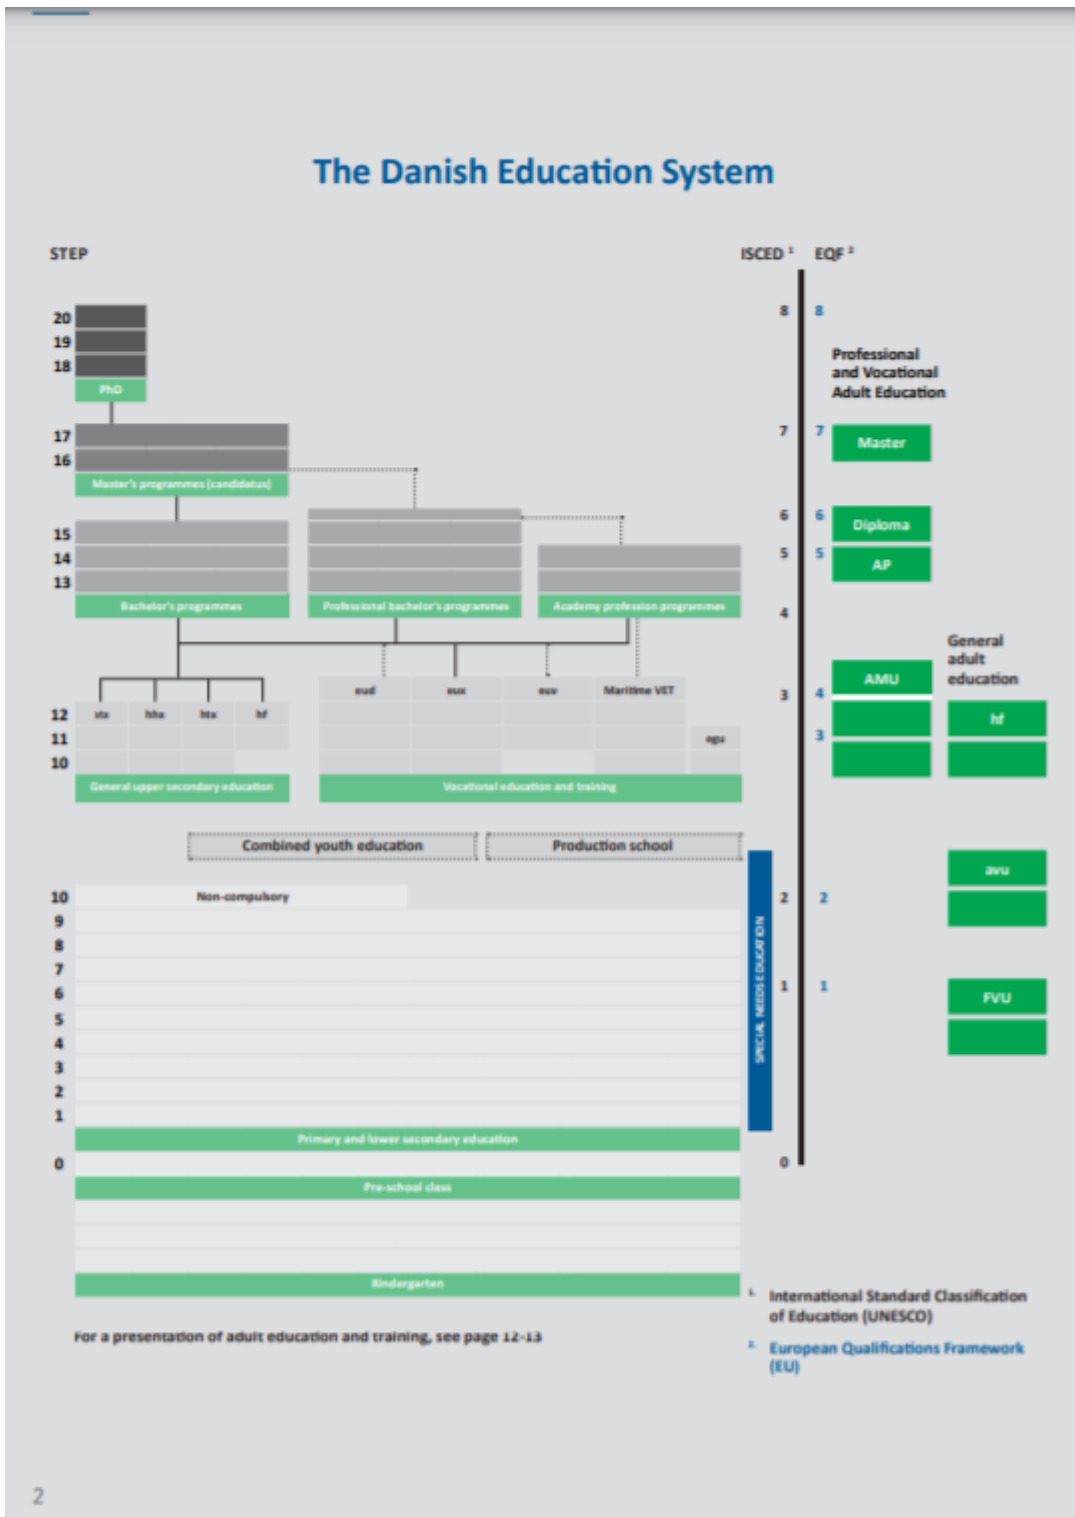 The Danish Education System
STEP
ISCED 1
EQF 2
20
19
18
PhD
8
8
Professional
and Vocational
Adult Education
17
16
Master's programmes (candidatus)
7
7
Master
15
14
13
Bachelor's programmes
Professional bachelor's programmes
Academy profession programmes
6
6
Diploma
5
5
AP
4
General
adult
education
eud
eux
euv
Maritime VET
AMU
3
4
12
stx
hhx
htx
hf
hf
11
egu
3
10
General upper secondary education
Vocational education and training
Combined youth education
Production school
avu
10
Non-compulsory
2
2
9
8
7
6
SPECIAL NEEDS EDUCATION
1
1
FVU
5
4
3
2
1
Primary and lower secondary education
0
0
Pre-school class
Kindergarten
1. International Standard Classification
of Education (UNESCO)
For a presentation of adult education and training, see page 12-13
2. European Qualifications Framework
(EU)
2